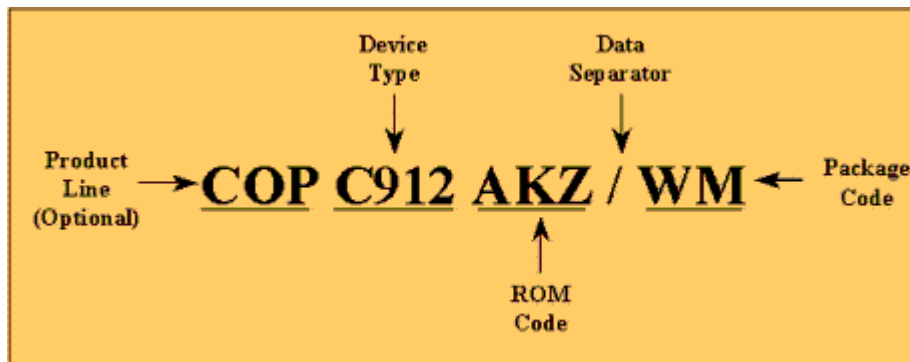 Device
Type
Data
Separator
Product
Line
(Optional)
COP C912 AKZ / WM
Package
Code
ROM
Code